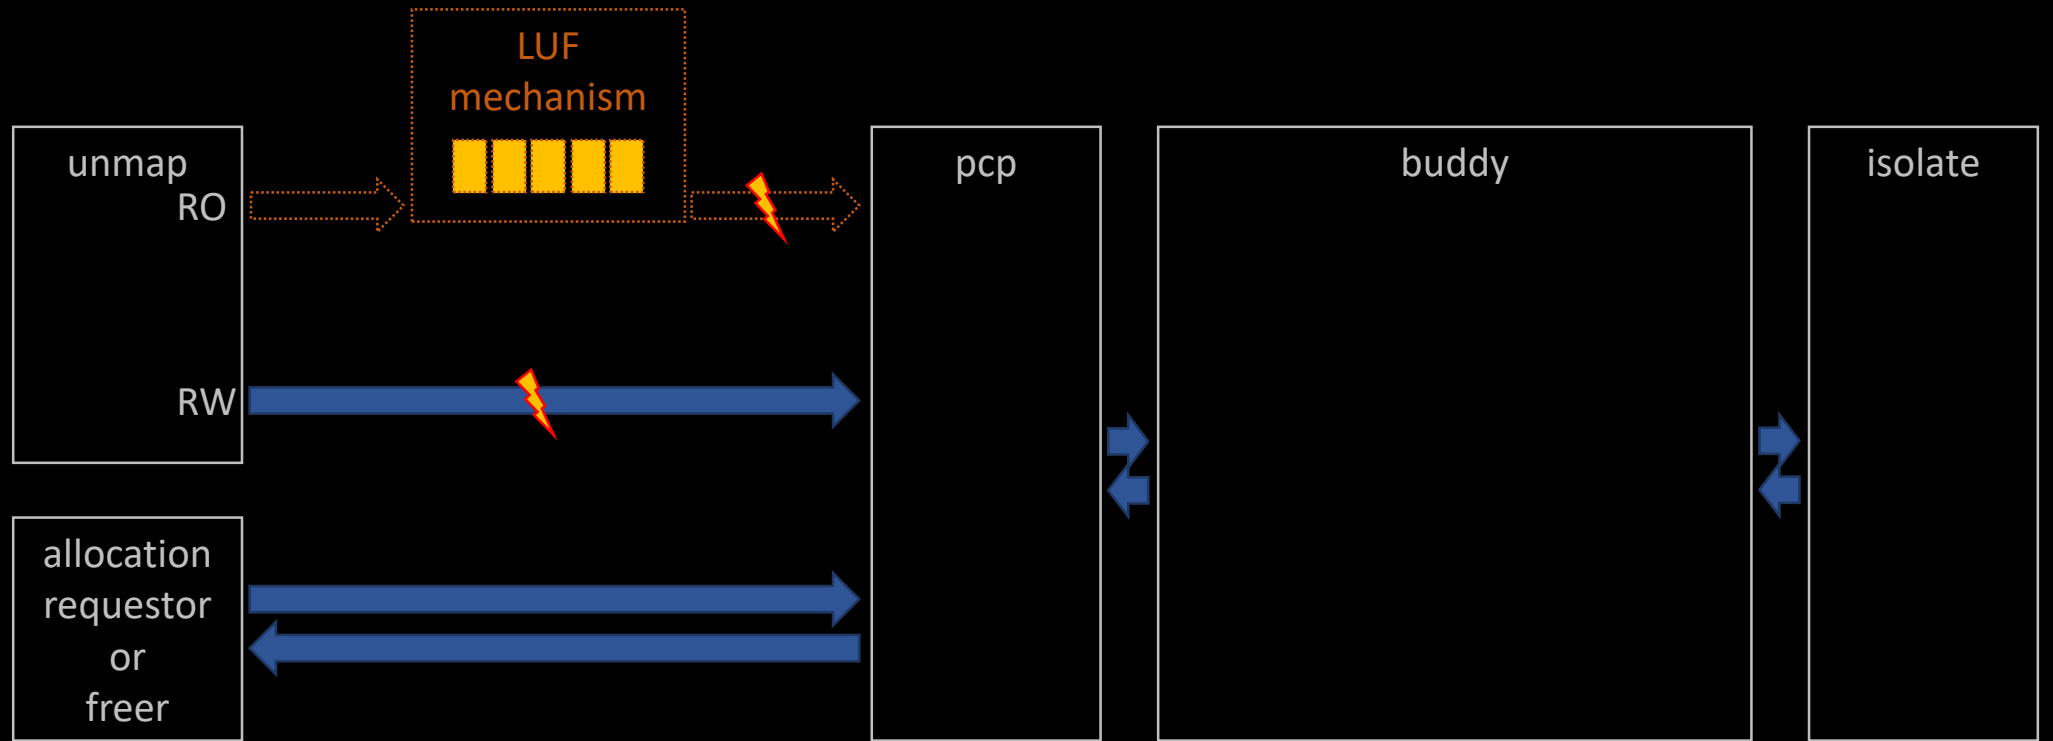 LUF
mechanism
unmap
RO
RW
pcp
buddy
isolate
allocation
requestor
or
freer